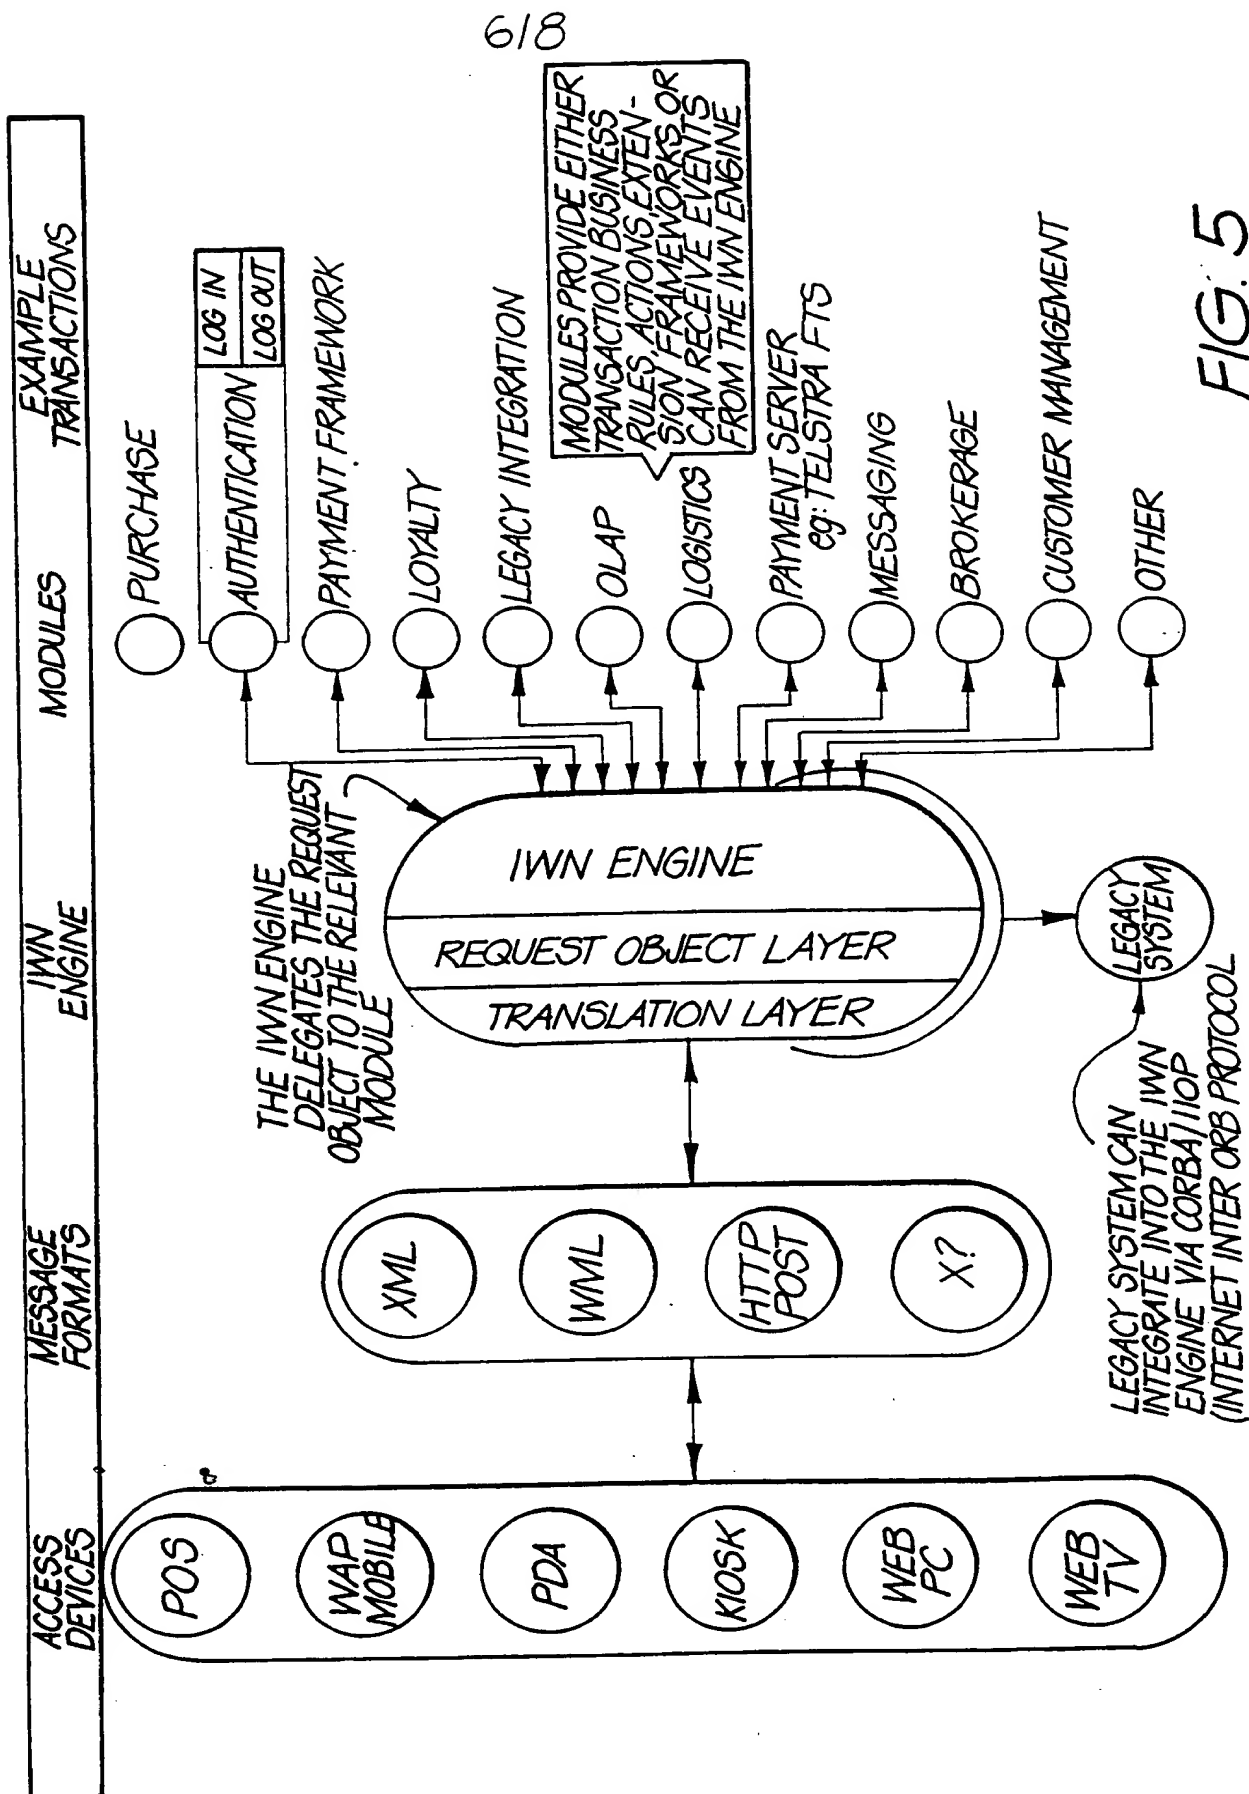 6/8
ACCESS
DEVICES
MESSAGE
FORMATS
IWN
ENGINE
MODULES
EXAMPLE
TRANSACTIONS
POS
WAP
MOBILE
PDA
KIOSK
WEB
PC
WEB
TV
XML
WML
HTTP
POST
X?
THE IWN ENGINE
DELEGATES THE REQUEST
OBJECT TO THE RELEVANT
MODULE
IWN ENGINE
REQUEST OBJECT LAYER
TRANSLATION LAYER
LEGACY
SYSTEM
LEGACY SYSTEM CAN
INTEGRATE INTO THE IWN
ENGINE VIA CORBA/IIOP
(INTERNET INTER ORB PROTOCOL
PURCHASE
AUTHENTICATION
LOG IN
LOG OUT
PAYMENT FRAMEWORK
LOYALTY
LEGACY INTEGRATION
OLAP
LOGISTICS
MODULES PROVIDE EITHER
TRANSACTION BUSINESS
RULES, ACTIONS, EXTEN-
SION FRAMEWORKS OR
CAN RECEIVE EVENTS
FROM THE IWN ENGINE
PAYMENT SERVER
eg: TELSTRA FTS
MESSAGING
BROKERAGE
CUSTOMER MANAGEMENT
OTHER
FIG. 5